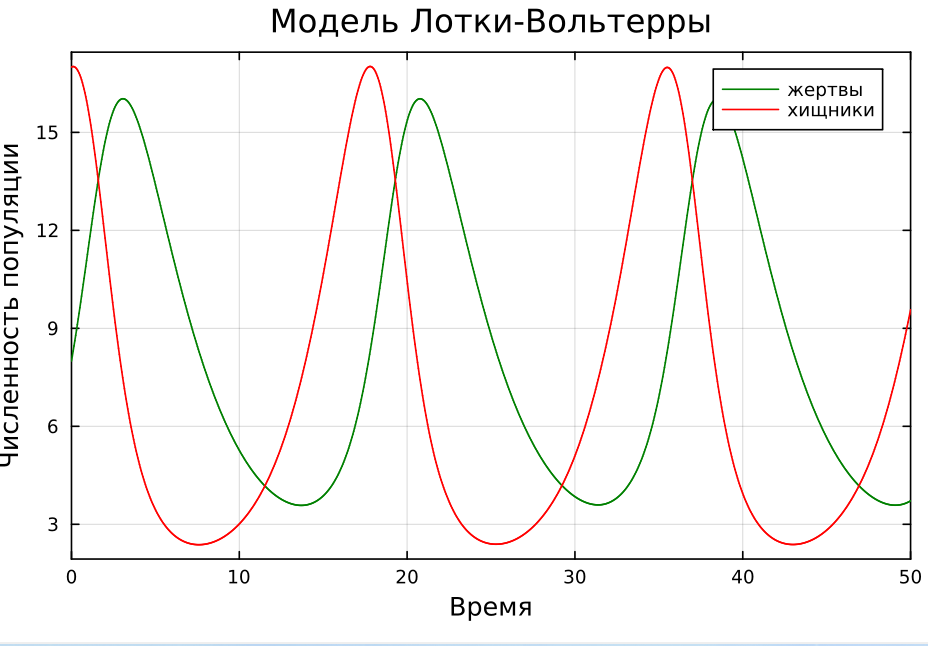 Модель Лотки-Вольтерры
жертвы
хищники
Численность популяции
15
12
9
6
3
0 10 20 30 40 50
Время